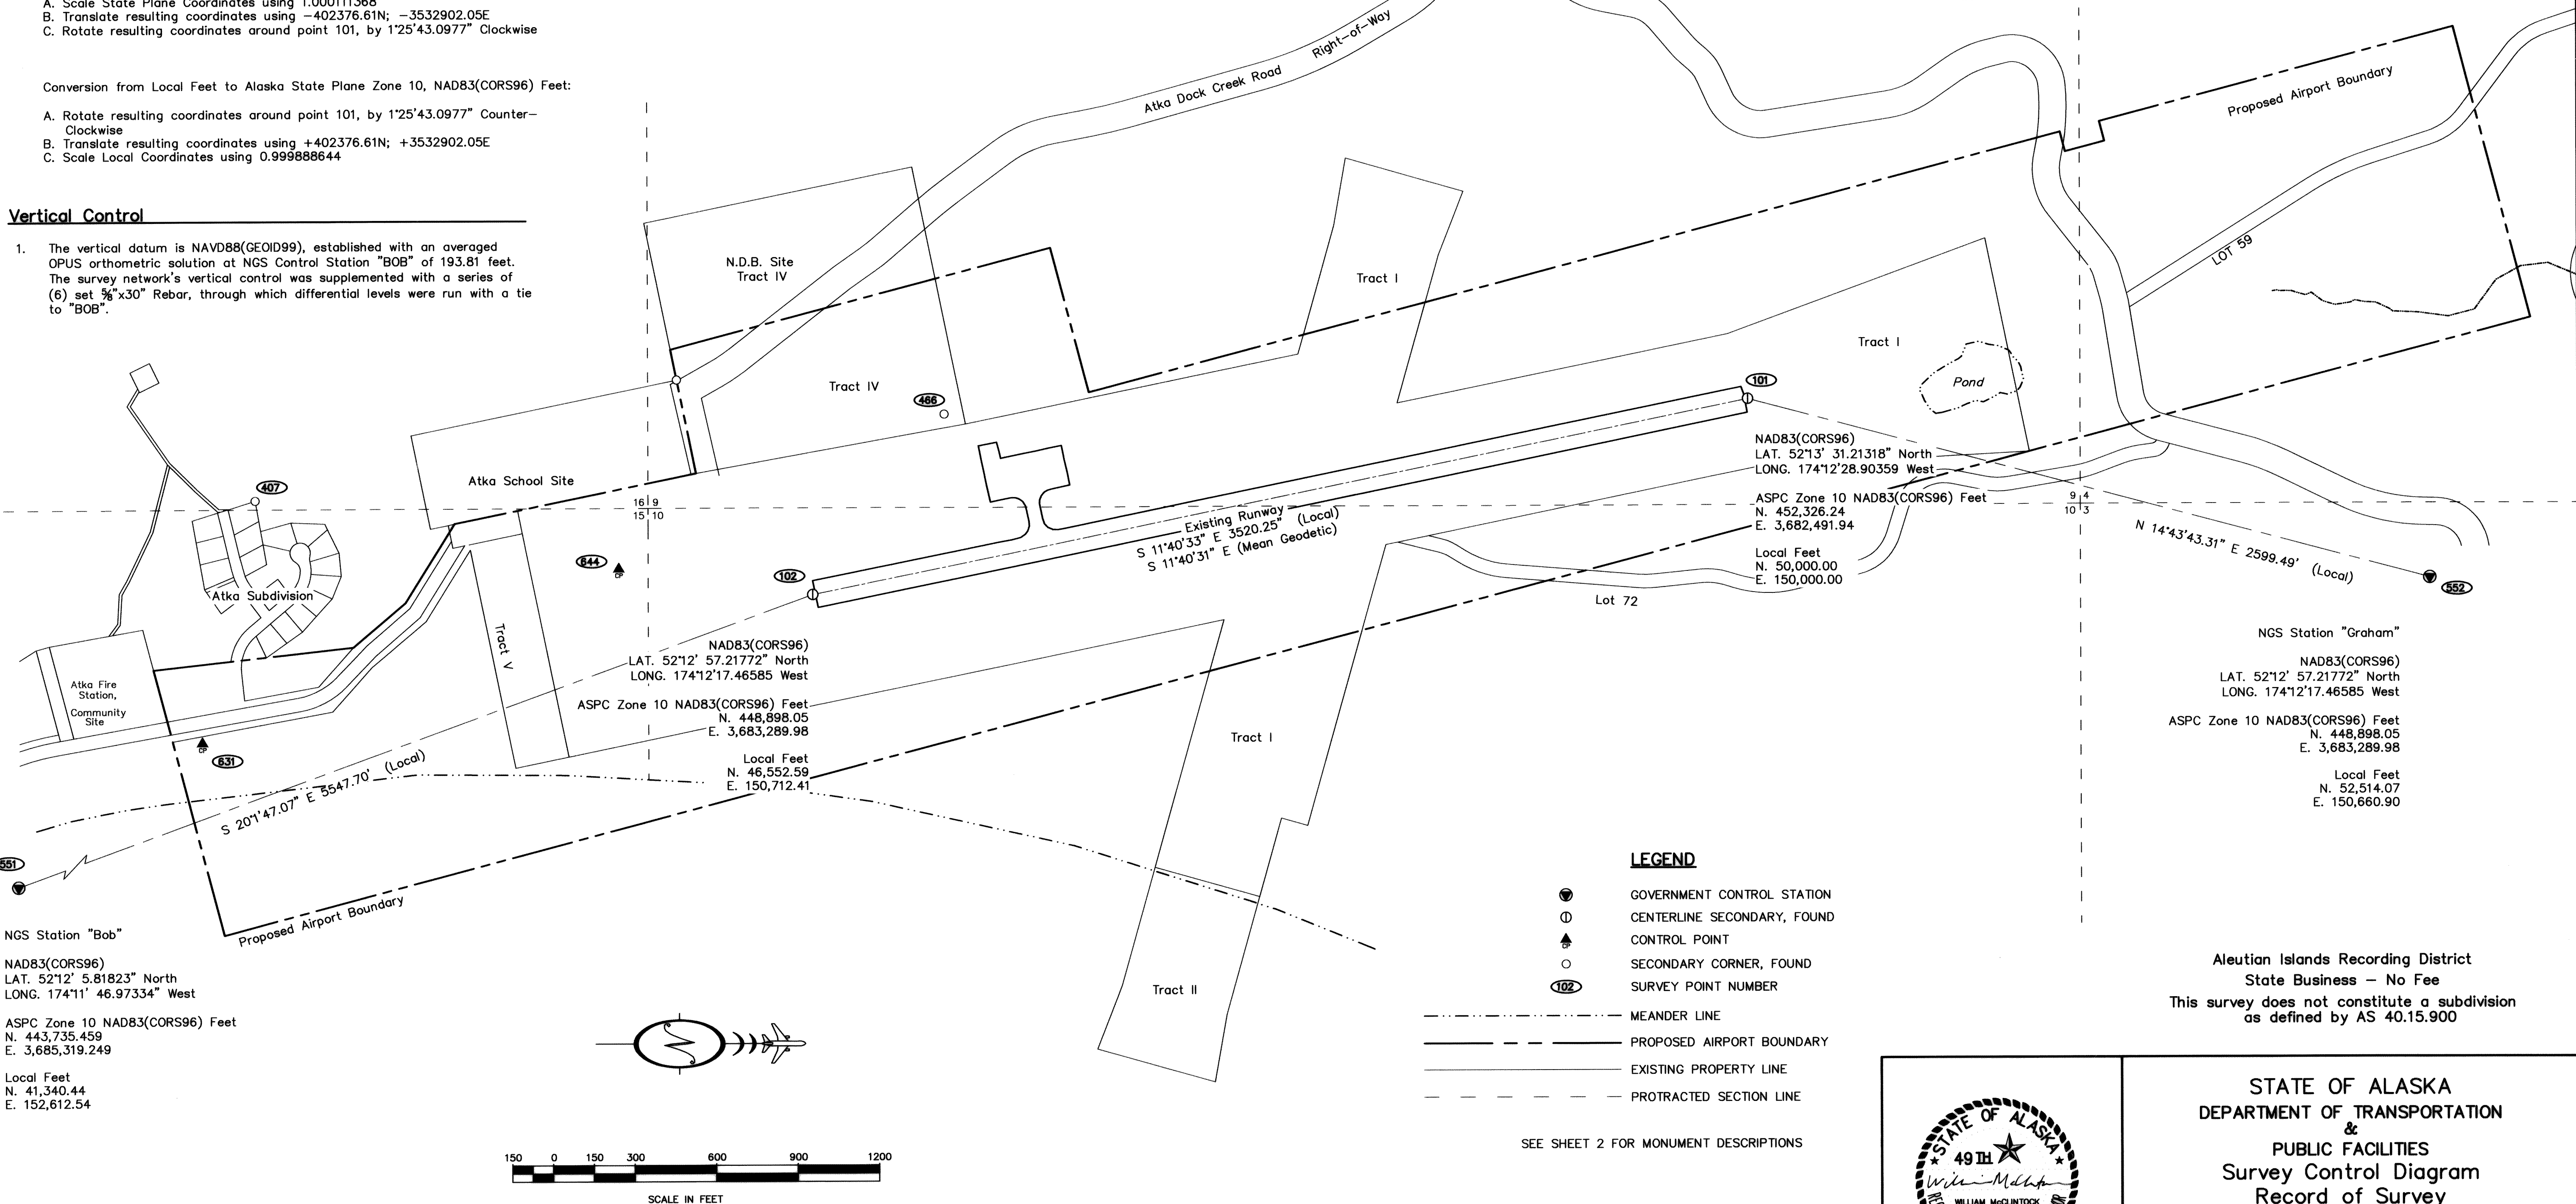 A. Scale State Plane Coordinates using 1.000111368
B. Translate resulting coordinates using −402376.61N; −3532902.05E
C. Rotate resulting coordinates around point 101, by 1°25'43.0977" Clockwise
Conversion from Local Feet to Alaska State Plane Zone 10, NAD83(CORS96) Feet:
A. Rotate resulting coordinates around point 101, by 1°25'43.0977" Counter−
Clockwise
B. Translate resulting coordinates using +402376.61N; +3532902.05E
C. Scale Local Coordinates using 0.999888644
Vertical Control
1. The vertical datum is NAVD88(GEOID99), established with an averaged
OPUS orthometric solution at NGS Control Station "BOB" of 193.81 feet.
The survey network's vertical control was supplemented with a series of
(6) set ⅝"x30" Rebar, through which differential levels were run with a tie
to "BOB".
Atka Dock Creek Road Right−of−Way
Proposed Airport Boundary
LOT 59
N.D.B. Site
Tract IV
Tract I
Tract IV
466
Tract I
Pond
101
NAD83(CORS96)
LAT. 52°13' 31.21318" North
LONG. 174°12'28.90359 West
ASPC Zone 10 NAD83(CORS96) Feet
N. 452,326.24
E. 3,682,491.94
Local Feet
N. 50,000.00
E. 150,000.00
407
Atka School Site
16 9
15 10
9 4
10 3
Existing Runway
S 11°40'33" E 3520.25" (Local)
S 11°40'31" E (Mean Geodetic)
N 14°43'43.31" E 2599.49' (Local)
552
644
CP
102
Atka Subdivision
Lot 72
Tract V
NAD83(CORS96)
LAT. 52°12' 57.21772" North
LONG. 174°12'17.46585 West
ASPC Zone 10 NAD83(CORS96) Feet
N. 448,898.05
E. 3,683,289.98
Local Feet
N. 46,552.59
E. 150,712.41
NGS Station "Graham"
NAD83(CORS96)
LAT. 52°12' 57.21772" North
LONG. 174°12'17.46585 West
ASPC Zone 10 NAD83(CORS96) Feet
N. 448,898.05
E. 3,683,289.98
Local Feet
N. 52,514.07
E. 150,660.90
Atka Fire
Station,
Community
Site
CP
631
S 20°1'47.07" E 5547.70' (Local)
Tract I
551
Proposed Airport Boundary
NGS Station "Bob"
NAD83(CORS96)
LAT. 52°12' 5.81823" North
LONG. 174°11' 46.97334" West
ASPC Zone 10 NAD83(CORS96) Feet
N. 443,735.459
E. 3,685,319.249
Local Feet
N. 41,340.44
E. 152,612.54
Tract II
LEGEND
GOVERNMENT CONTROL STATION
CENTERLINE SECONDARY, FOUND
CP CONTROL POINT
SECONDARY CORNER, FOUND
102 SURVEY POINT NUMBER
MEANDER LINE
PROPOSED AIRPORT BOUNDARY
EXISTING PROPERTY LINE
PROTRACTED SECTION LINE
SEE SHEET 2 FOR MONUMENT DESCRIPTIONS
150 0 150 300 600 900 1200
SCALE IN FEET
Aleutian Islands Recording District
State Business − No Fee
This survey does not constitute a subdivision
as defined by AS 40.15.900
STATE OF ALASKA
49 TH
WILLIAM McCLINTOCK
STATE OF ALASKA
DEPARTMENT OF TRANSPORTATION
&
PUBLIC FACILITIES
Survey Control Diagram
Record of Survey